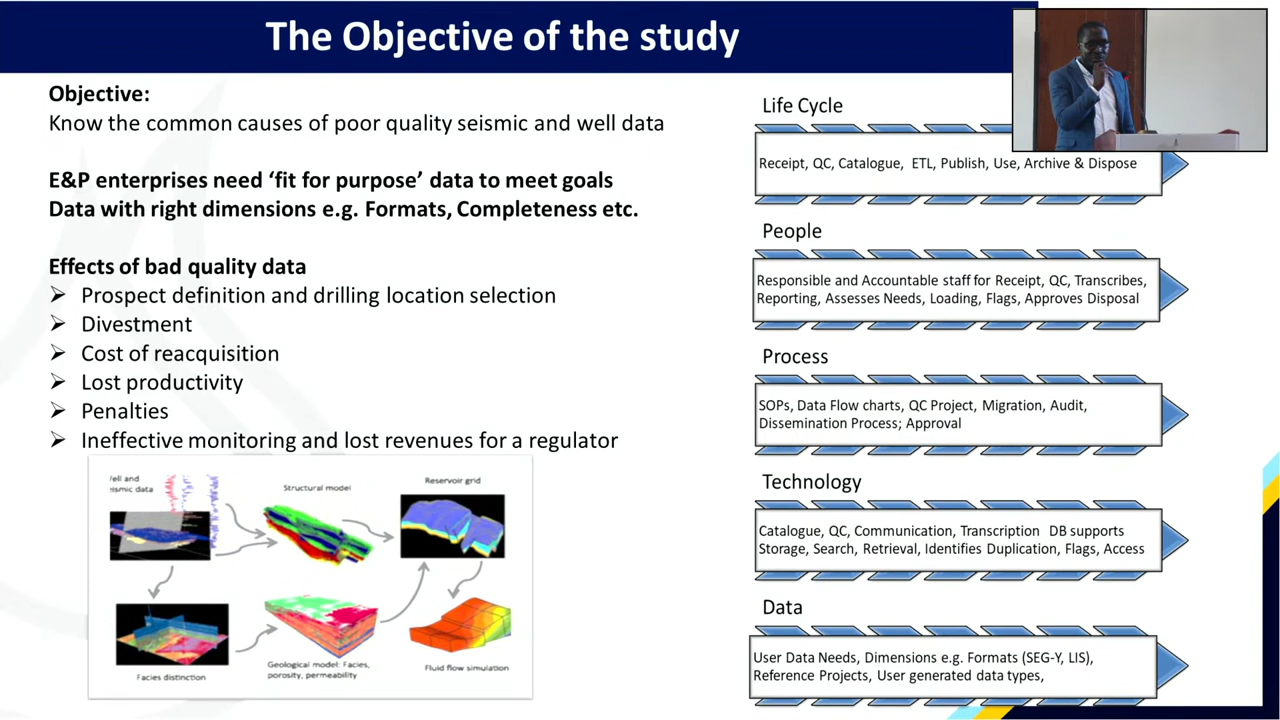 The Objective of the study
Objective:
Know the common causes of poor quality seismic and well data
E&P enterprises need ‘fit for purpose’ data to meet goals
Data with right dimensions e.g. Formats, Completeness etc.
Effects of bad quality data
Prospect definition and drilling location selection
Divestment
Cost of reacquisition
Lost productivity
Penalties
Ineffective monitoring and lost revenues for a regulator
ell and
ismic data
Structural model
Reservoir grid
Facies distinction
Geological model: Facies,
porosity, permeability
Fluid flow simulation
Life Cycle
Receipt, QC, Catalogue, ETL, Publish, Use, Archive & Dispose
People
Responsible and Accountable staff for Receipt, QC, Transcribes,
Reporting, Assesses Needs, Loading, Flags, Approves Disposal
Process
SOPs, Data Flow charts, QC Project, Migration, Audit,
Dissemination Process; Approval
Technology
Catalogue, QC, Communication, Transcription DB supports
Storage, Search, Retrieval, Identifies Duplication, Flags, Access
Data
User Data Needs, Dimensions e.g. Formats (SEG-Y, LIS),
Reference Projects, User generated data types,